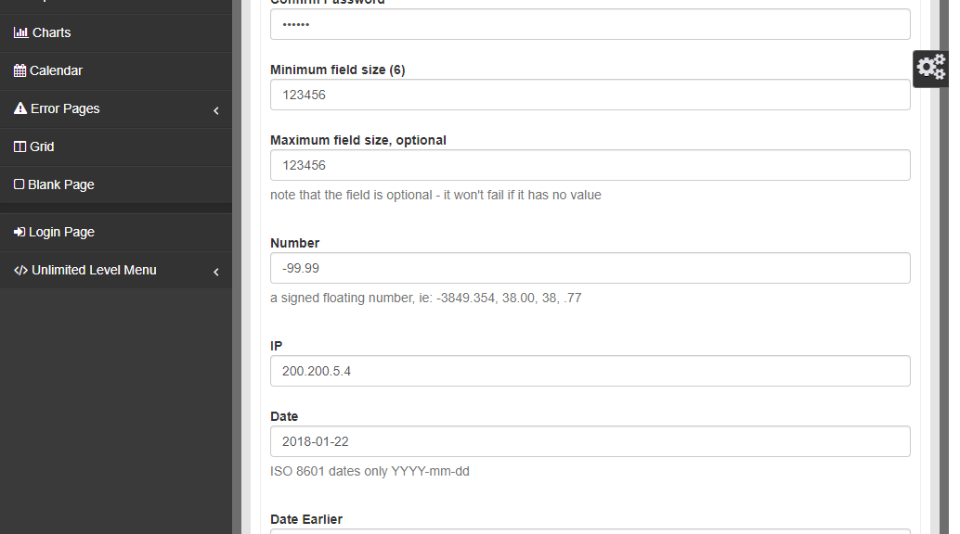 Charts
Calendar
Error Pages
Grid
Blank Page
Login Page
Unlimited Level Menu
Confirm Password
••••••
Minimum field size (6)
123456
Maximum field size, optional
123456
note that the field is optional - it won't fail if it has no value
Number
-99.99
a signed floating number, ie: -3849.354, 38.00, 38, .77
IP
200.200.5.4
Date
2018-01-22
ISO 8601 dates only YYYY-mm-dd
Date Earlier